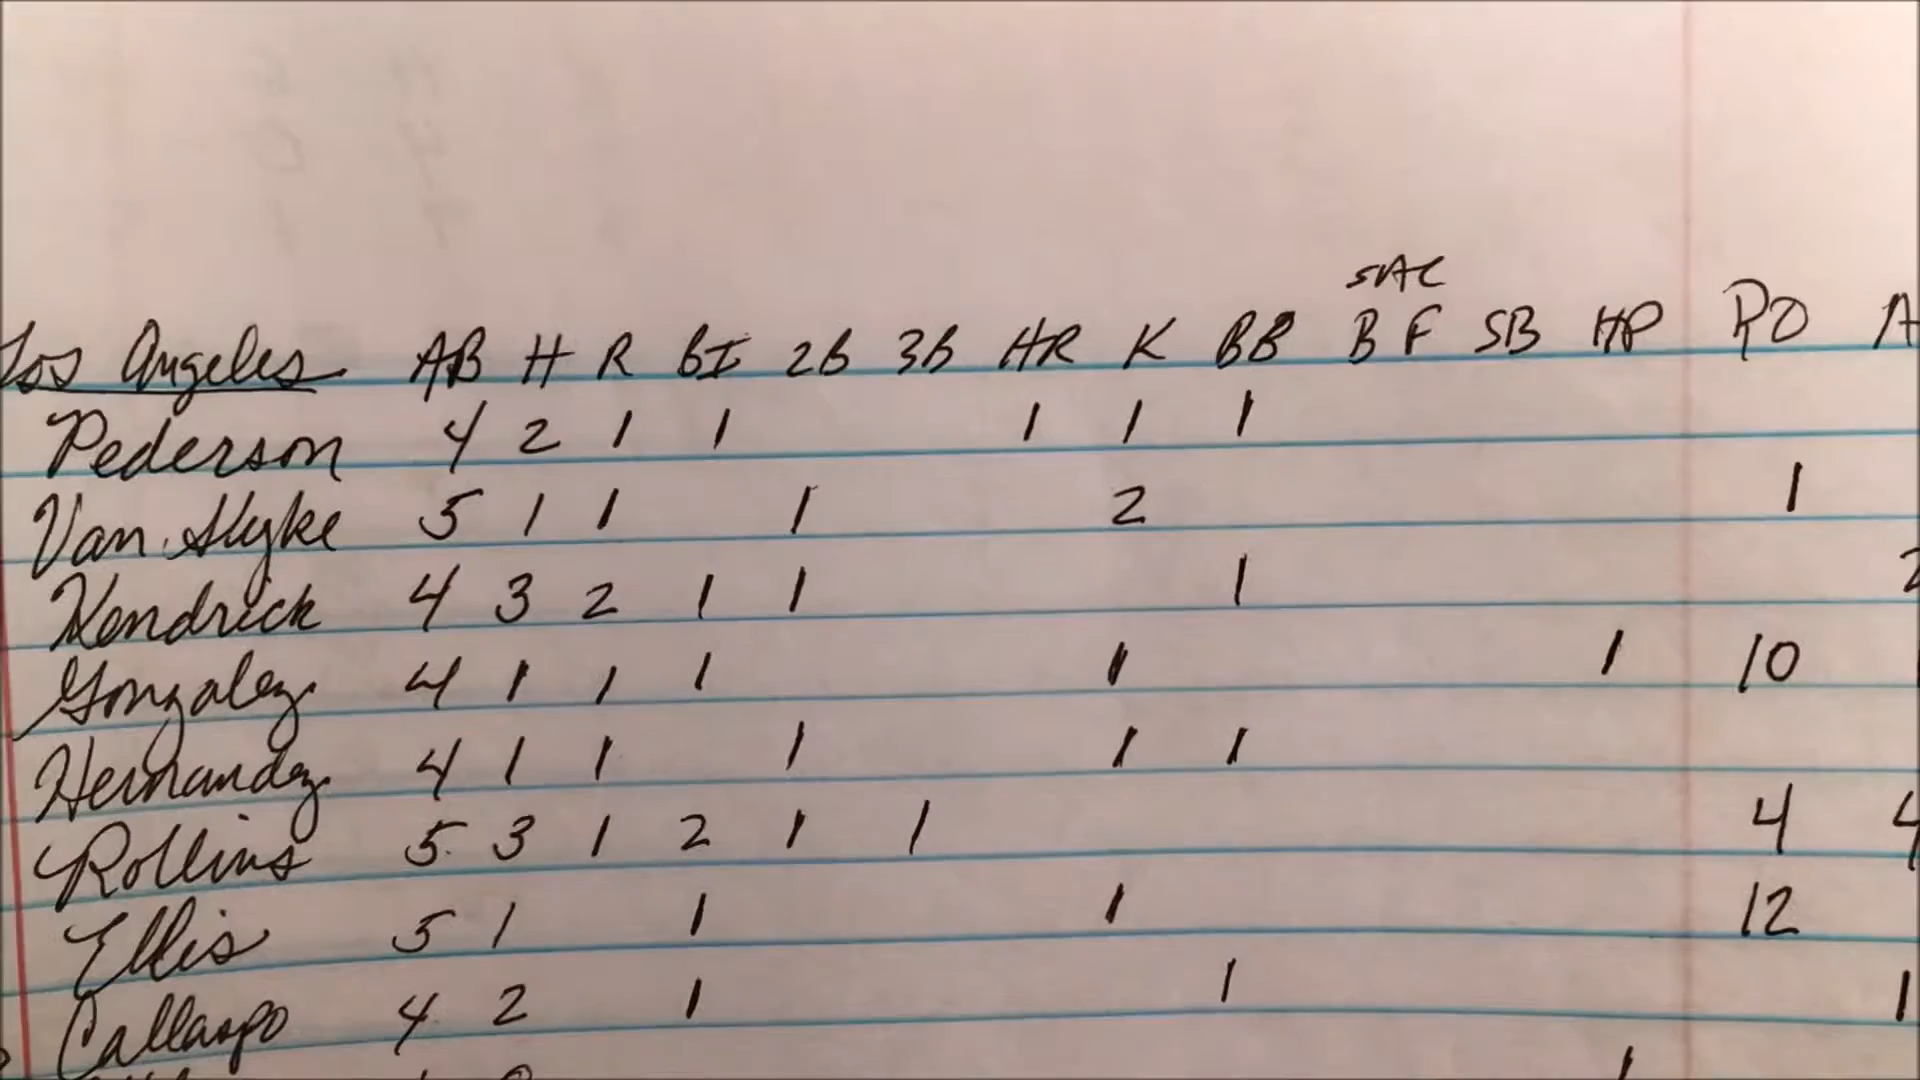 SAC
Los Angeles AB H R BI 2B 3B HR K BB B F SB HP PO A
Pederson 4 2 1 1 1 1 1
Van Slyke 5 1 1 1 2 1
Kendrick 4 3 2 1 1 1 2
Gonzalez 4 1 1 1 1 1 10
Hernandez 4 1 1 1 1 1
Rollins 5 3 1 2 1 1 4 4
Ellis 5 1 1 1 12
Callaspo 4 2 1 1 1
1